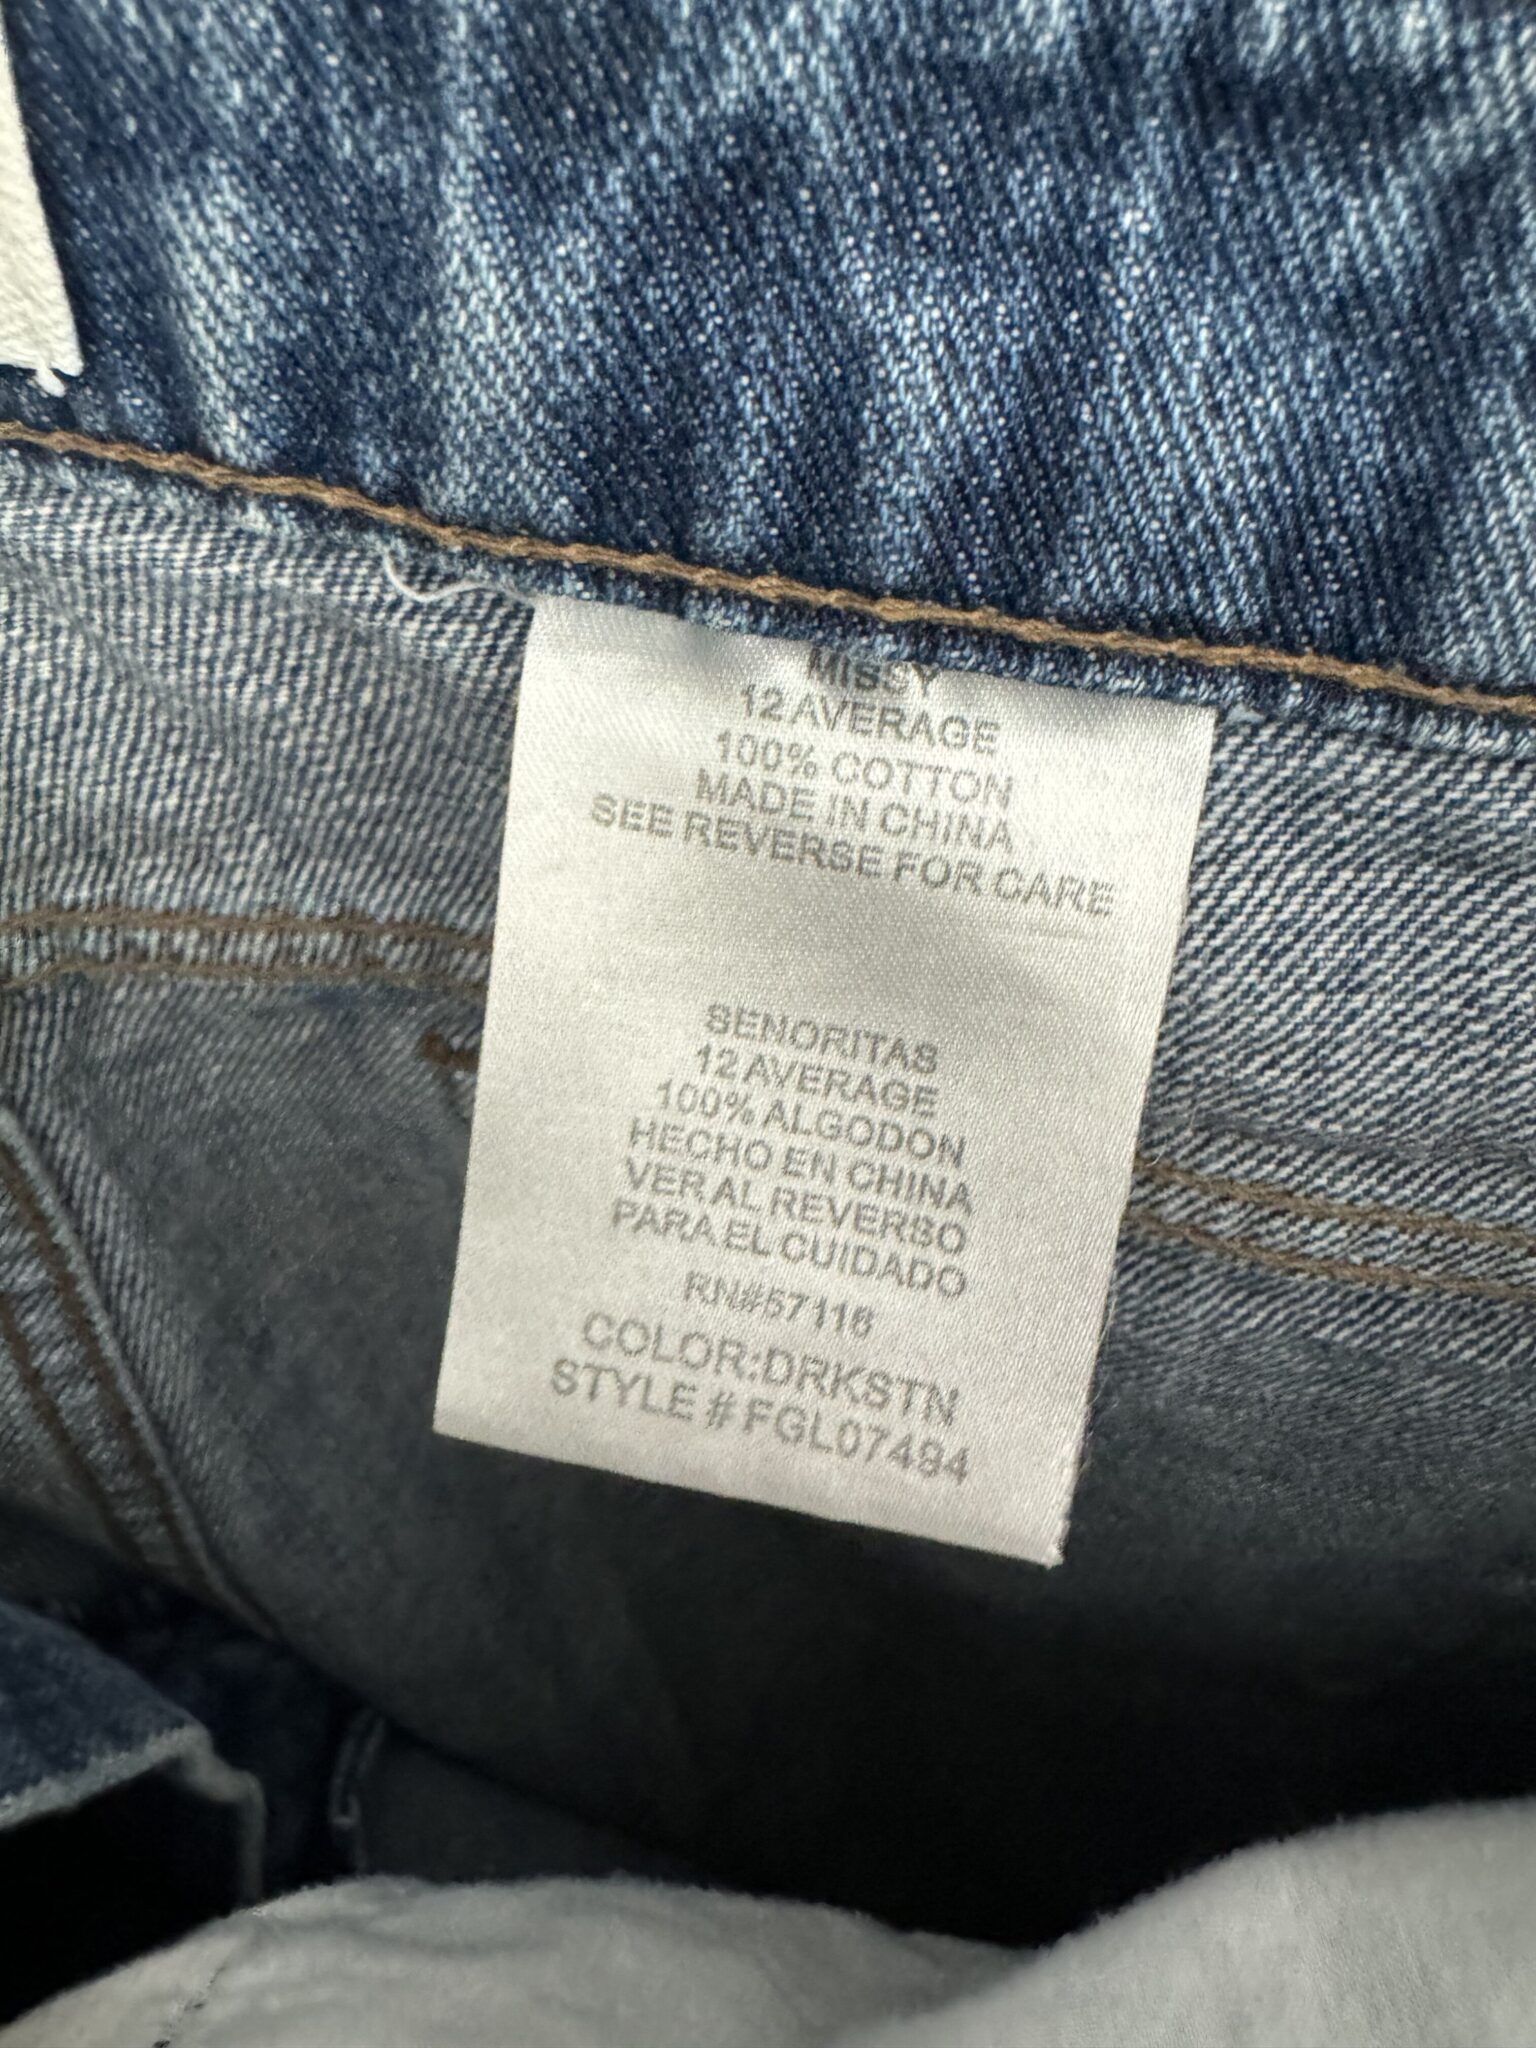 MISSY
12 AVERAGE
100% COTTON
MADE IN CHINA
SEE REVERSE FOR CARE
SENORITAS
12 AVERAGE
100% ALGODON
HECHO EN CHINA
VER AL REVERSO
PARA EL CUIDADO
RN#57116
COLOR:DRKSTN
STYLE # FGL07494